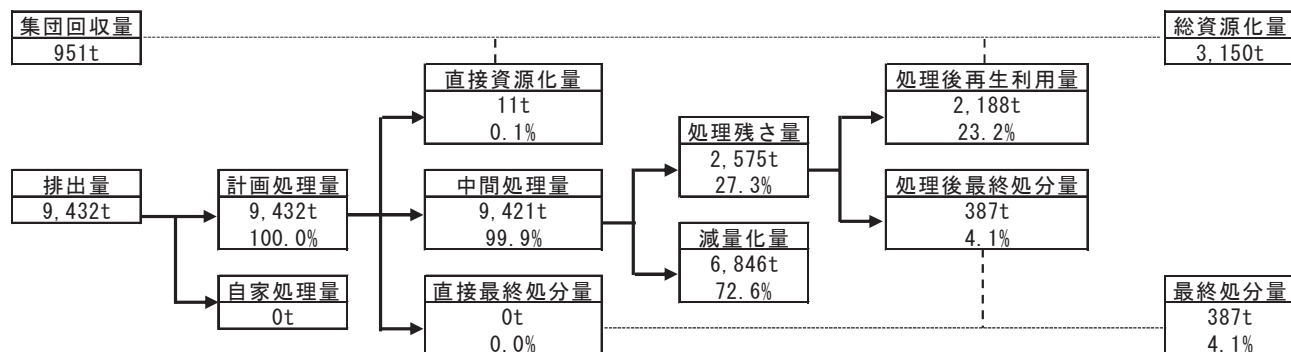 集団回収量
951t
総資源化量
3,150t
直接資源化量
11t
0.1%
処理後再生利用量
2,188t
23.2%
処理残さ量
2,575t
27.3%
排出量
9,432t
計画処理量
9,432t
100.0%
中間処理量
9,421t
99.9%
処理後最終処分量
387t
4.1%
減量化量
6,846t
72.6%
自家処理量
0t
直接最終処分量
0t
0.0%
最終処分量
387t
4.1%